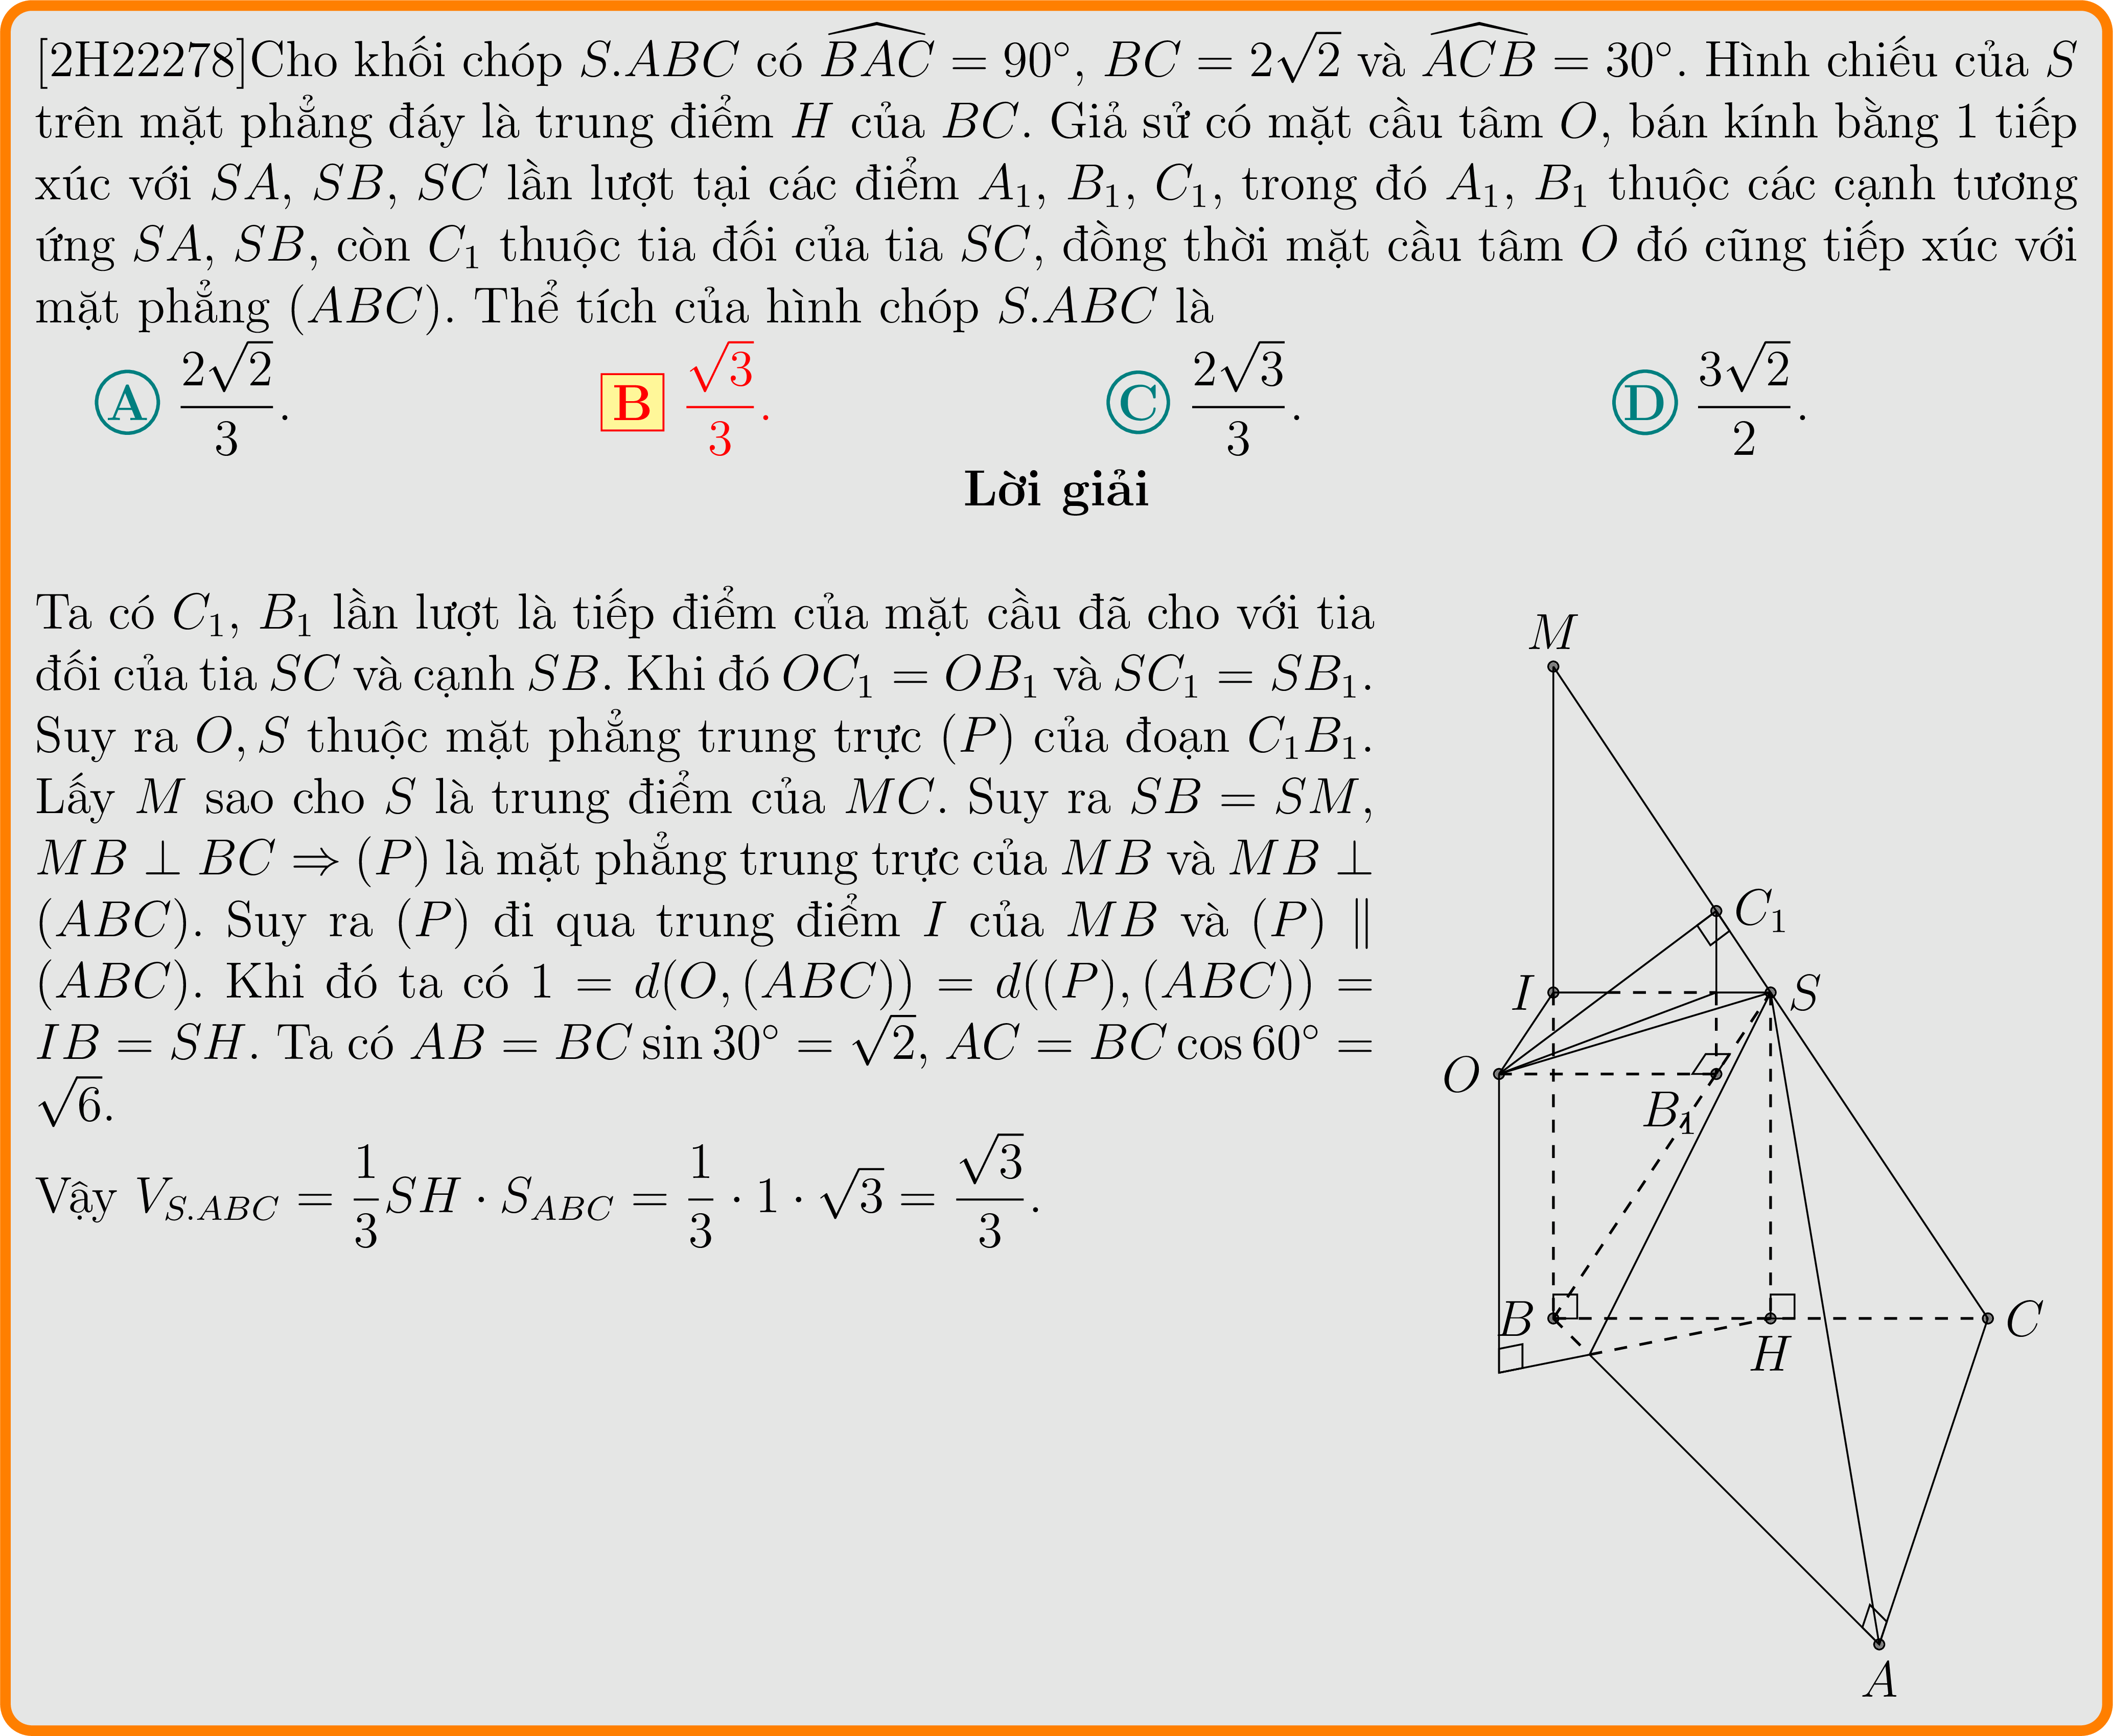 [2H22278]Cho khối chóp S.ABC có $\widehat{BAC} = 90^\circ$, $BC = 2\sqrt{2}$ và $\widehat{ACB} = 30^\circ$. Hình chiếu của S
trên mặt phẳng đáy là trung điểm H của BC. Giả sử có mặt cầu tâm O, bán kính bằng 1 tiếp
xúc với SA, SB, SC lần lượt tại các điểm $A_1$, $B_1$, $C_1$, trong đó $A_1$, $B_1$ thuộc các cạnh tương
ứng SA, SB, còn $C_1$ thuộc tia đối của tia SC, đồng thời mặt cầu tâm O đó cũng tiếp xúc với
mặt phẳng (ABC). Thể tích của hình chóp S.ABC là
A $\frac{2\sqrt{2}}{3}$. B $\frac{\sqrt{3}}{3}$. C $\frac{2\sqrt{3}}{3}$. D $\frac{3\sqrt{2}}{2}$.
Lời giải
Ta có $C_1$, $B_1$ lần lượt là tiếp điểm của mặt cầu đã cho với tia
đối của tia SC và cạnh SB. Khi đó $OC_1 = OB_1$ và $SC_1 = SB_1$.
Suy ra O, S thuộc mặt phẳng trung trực (P) của đoạn $C_1B_1$.
Lấy M sao cho S là trung điểm của MC. Suy ra SB = SM,
MB ⊥ BC ⇒ (P) là mặt phẳng trung trực của MB và MB ⊥
(ABC). Suy ra (P) đi qua trung điểm I của MB và (P) ∥
(ABC). Khi đó ta có 1 = d(O, (ABC)) = d((P), (ABC)) =
IB = SH. Ta có $AB = BC \sin 30^\circ = \sqrt{2}$, $AC = BC \cos 60^\circ =$
$\sqrt{6}$.
Vậy $V_{S.ABC} = \frac{1}{3}SH \cdot S_{ABC} = \frac{1}{3} \cdot 1 \cdot \sqrt{3} = \frac{\sqrt{3}}{3}$.
M
$C_1$
I
S
O
$B_1$
B
C
H
A